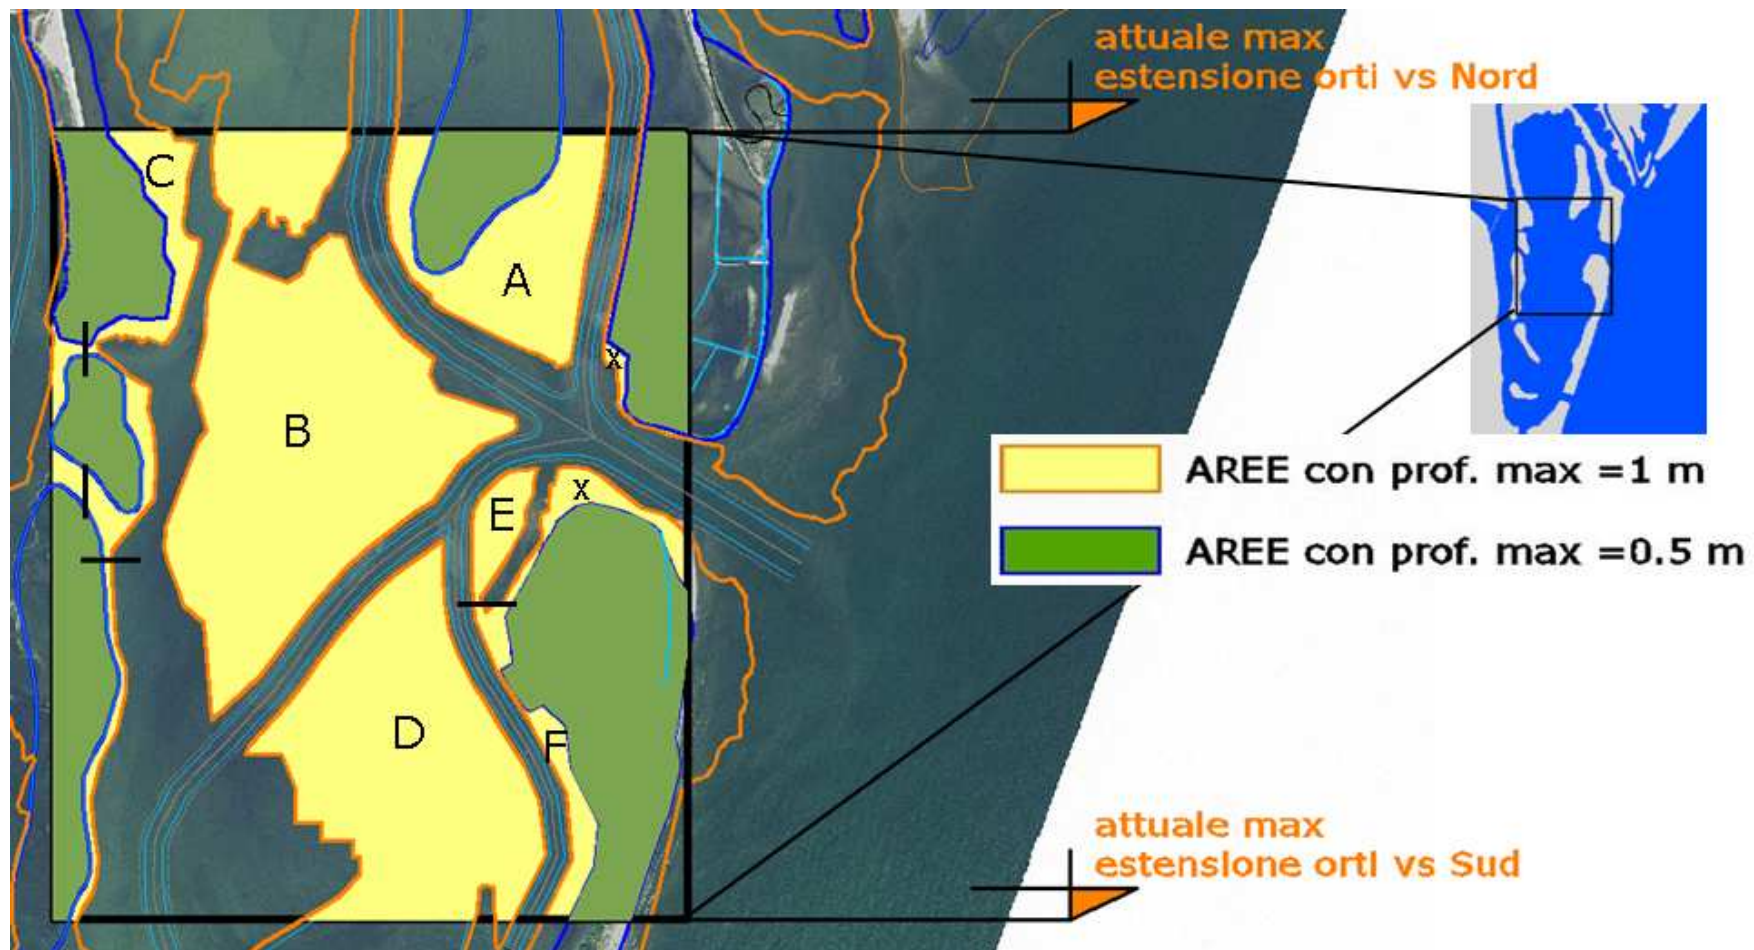 attuale max
estensione orti vs Nord
C
A
x
B
AREE con prof. max =1 m
x
E
AREE con prof. max =0.5 m
D
F
attuale max
estensione orti vs Sud